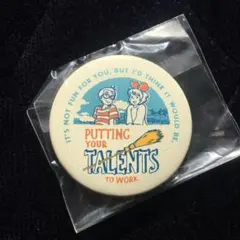 IT'S NOT FUN FOR YOU, BUT I'D THINK IT WOULD BE.
PUTTING
YOUR
TALENTS
TO WORK.